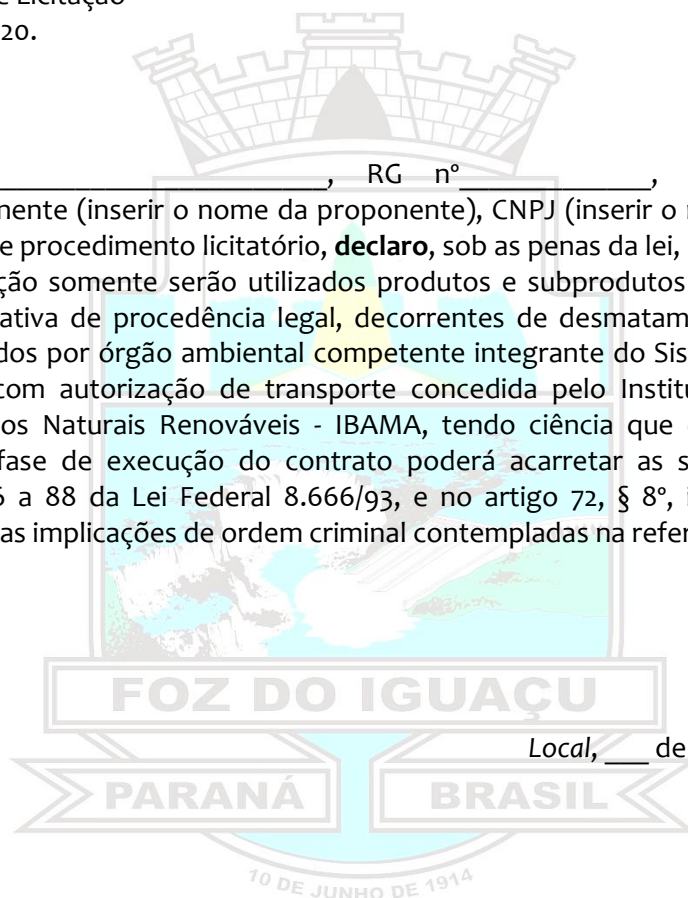 e Licitação
20.
__________________________, RG nº______________,
nente (inserir o nome da proponente), CNPJ (inserir o
e procedimento licitatório, declaro, sob as penas da lei,
ção somente serão utilizados produtos e subprodutos
ativa de procedência legal, decorrentes de desmatam
dos por órgão ambiental competente integrante do Sis
com autorização de transporte concedida pelo Institu
os Naturais Renováveis - IBAMA, tendo ciência que
fase de execução do contrato poderá acarretar as s
a 88 da Lei Federal 8.666/93, e no artigo 72, § 8º, i
as implicações de ordem criminal contempladas na refer
FOZ DO IGUAÇU
Local, ___ de
PARANÁ BRASIL
10 DE JUNHO DE 1914